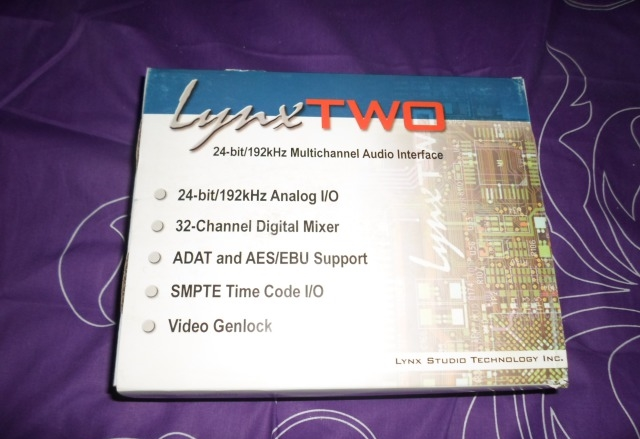 LynxTWO
24-bit/192kHz Multichannel Audio Interface
24-bit/192kHz Analog I/O
32-Channel Digital Mixer
ADAT and AES/EBU Support
SMPTE Time Code I/O
Video Genlock
LynxTWO
LYNX STUDIO TECHNOLOGY INC.